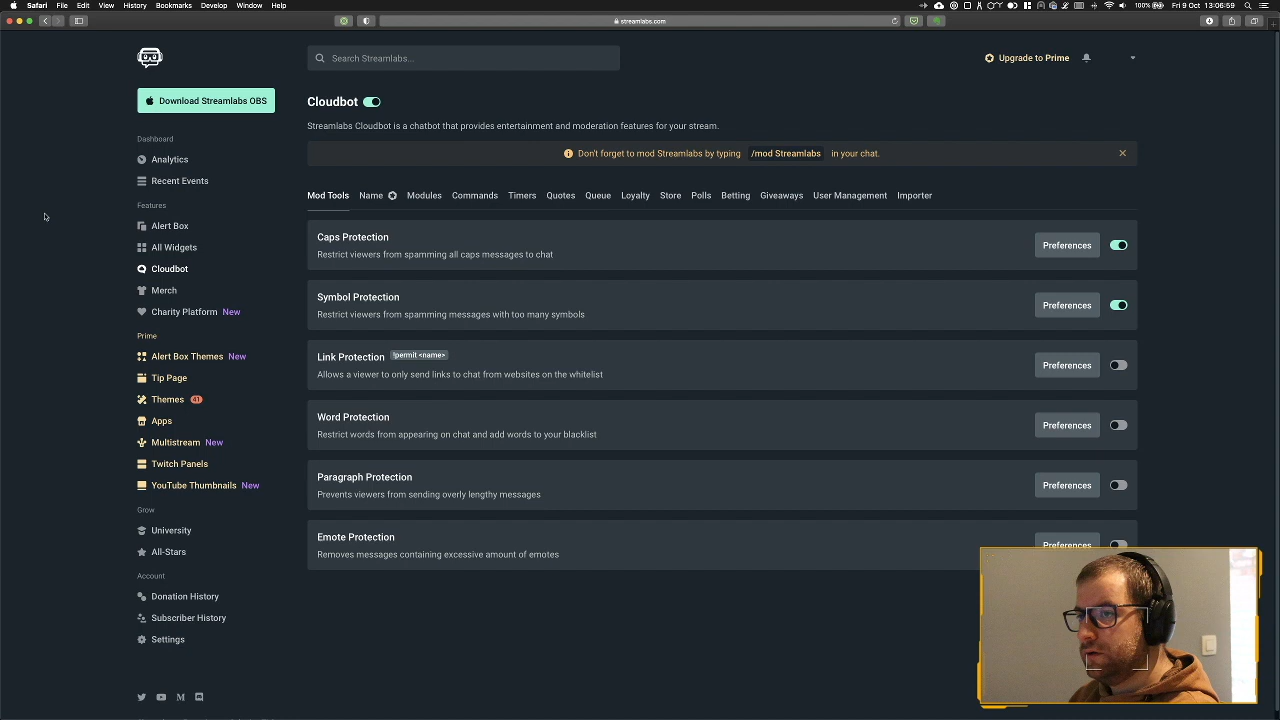 Safari File Edit View History Bookmarks Develop Window Help
100% Fri 9 Oct 13:06:59
streamlabs.com
Search Streamlabs...
Upgrade to Prime
Download Streamlabs OBS
Dashboard
Analytics
Recent Events
Features
Alert Box
All Widgets
Cloudbot
Merch
Charity Platform New
Prime
Alert Box Themes New
Tip Page
Themes 41
Apps
Multistream New
Twitch Panels
YouTube Thumbnails New
Grow
University
All-Stars
Account
Donation History
Subscriber History
Settings
Cloudbot
Streamlabs Cloudbot is a chatbot that provides entertainment and moderation features for your stream.
Don't forget to mod Streamlabs by typing /mod Streamlabs in your chat.
Mod Tools Name Modules Commands Timers Quotes Queue Loyalty Store Polls Betting Giveaways User Management Importer
Caps Protection
Restrict viewers from spamming all caps messages to chat
Preferences
Symbol Protection
Restrict viewers from spamming messages with too many symbols
Preferences
Link Protection !permit <name>
Allows a viewer to only send links to chat from websites on the whitelist
Preferences
Word Protection
Restrict words from appearing on chat and add words to your blacklist
Preferences
Paragraph Protection
Prevents viewers from sending overly lengthy messages
Preferences
Emote Protection
Removes messages containing excessive amount of emotes
Preferences